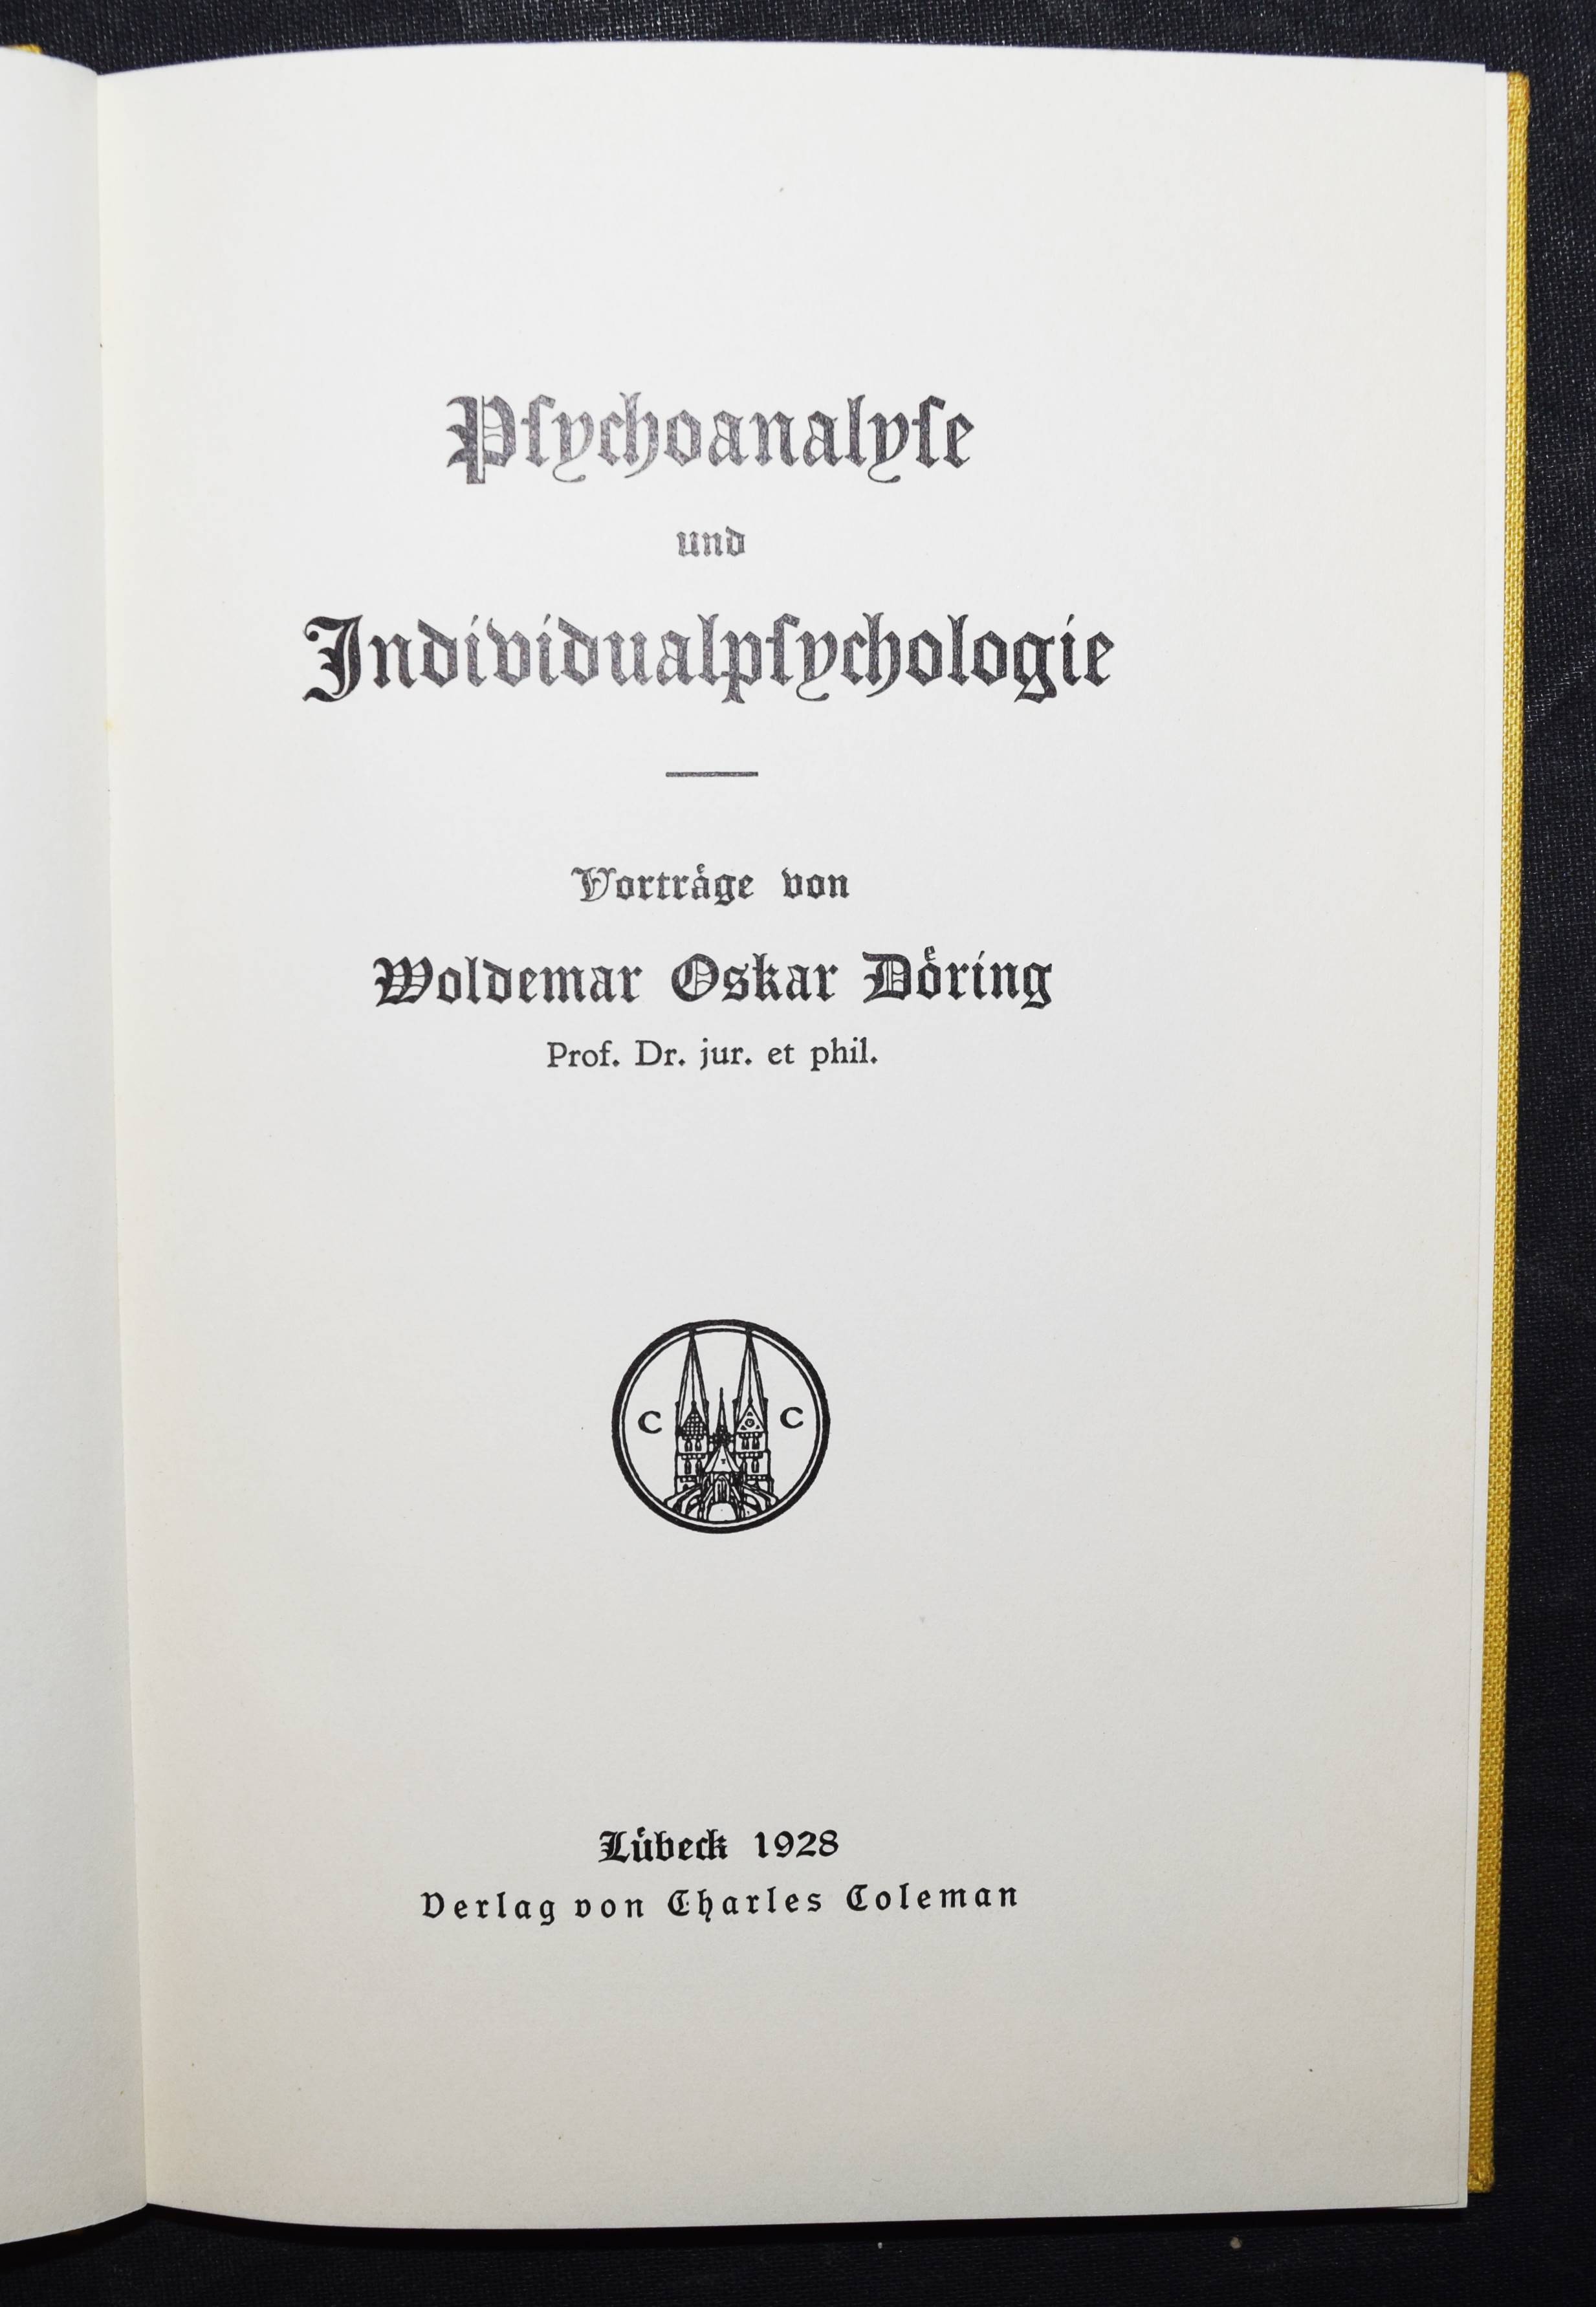 Pſychoanalyſe
und
Individualpſychologie
Vorträge von
Woldemar Oskar Döring
Prof. Dr. jur. et phil.
C C
Lübeck 1928
Verlag von Charles Coleman